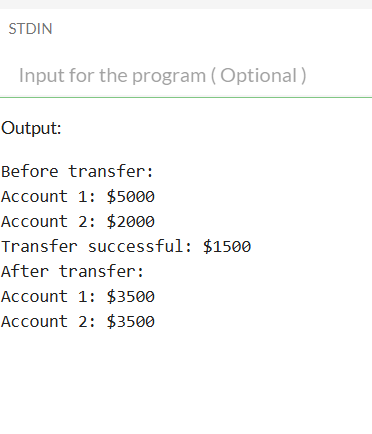 STDIN
Input for the program ( Optional )
Output:
Before transfer:
Account 1: $5000
Account 2: $2000
Transfer successful: $1500
After transfer:
Account 1: $3500
Account 2: $3500